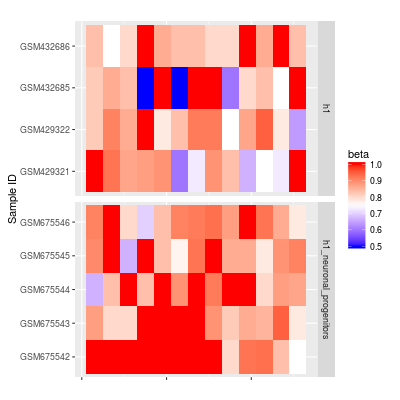 GSM432686
GSM432685
GSM429322
GSM429321
h1
GSM675546
GSM675545
GSM675544
GSM675543
GSM675542
h1_neuronal_progenitors
Sample ID
beta
1.0
0.9
0.8
0.7
0.6
0.5